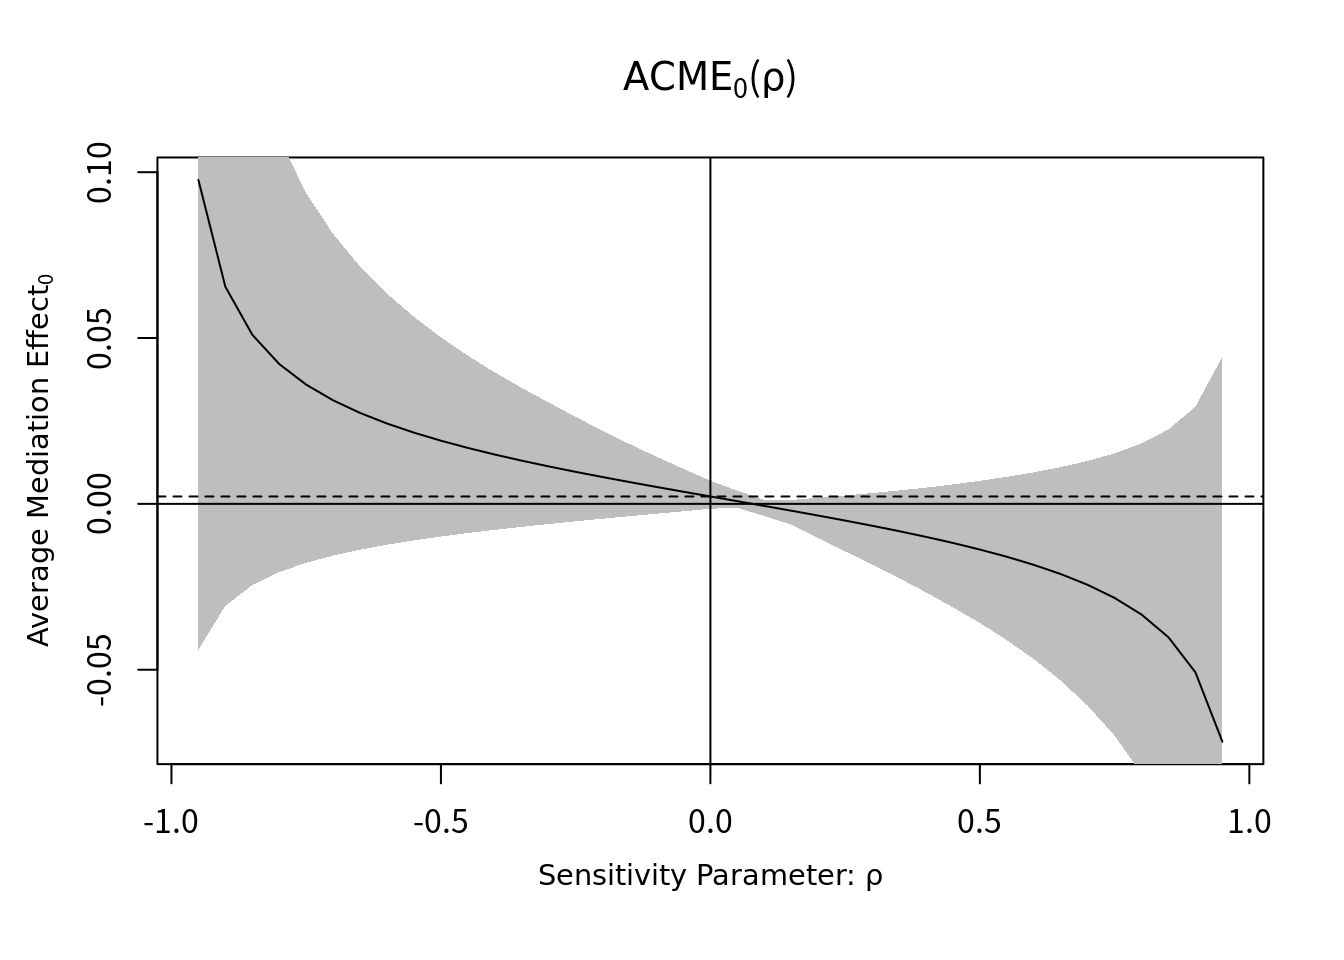 ACME₀(ρ)
Average Mediation Effect₀
0.10
0.05
0.00
-0.05
-1.0 -0.5 0.0 0.5 1.0
Sensitivity Parameter: ρ